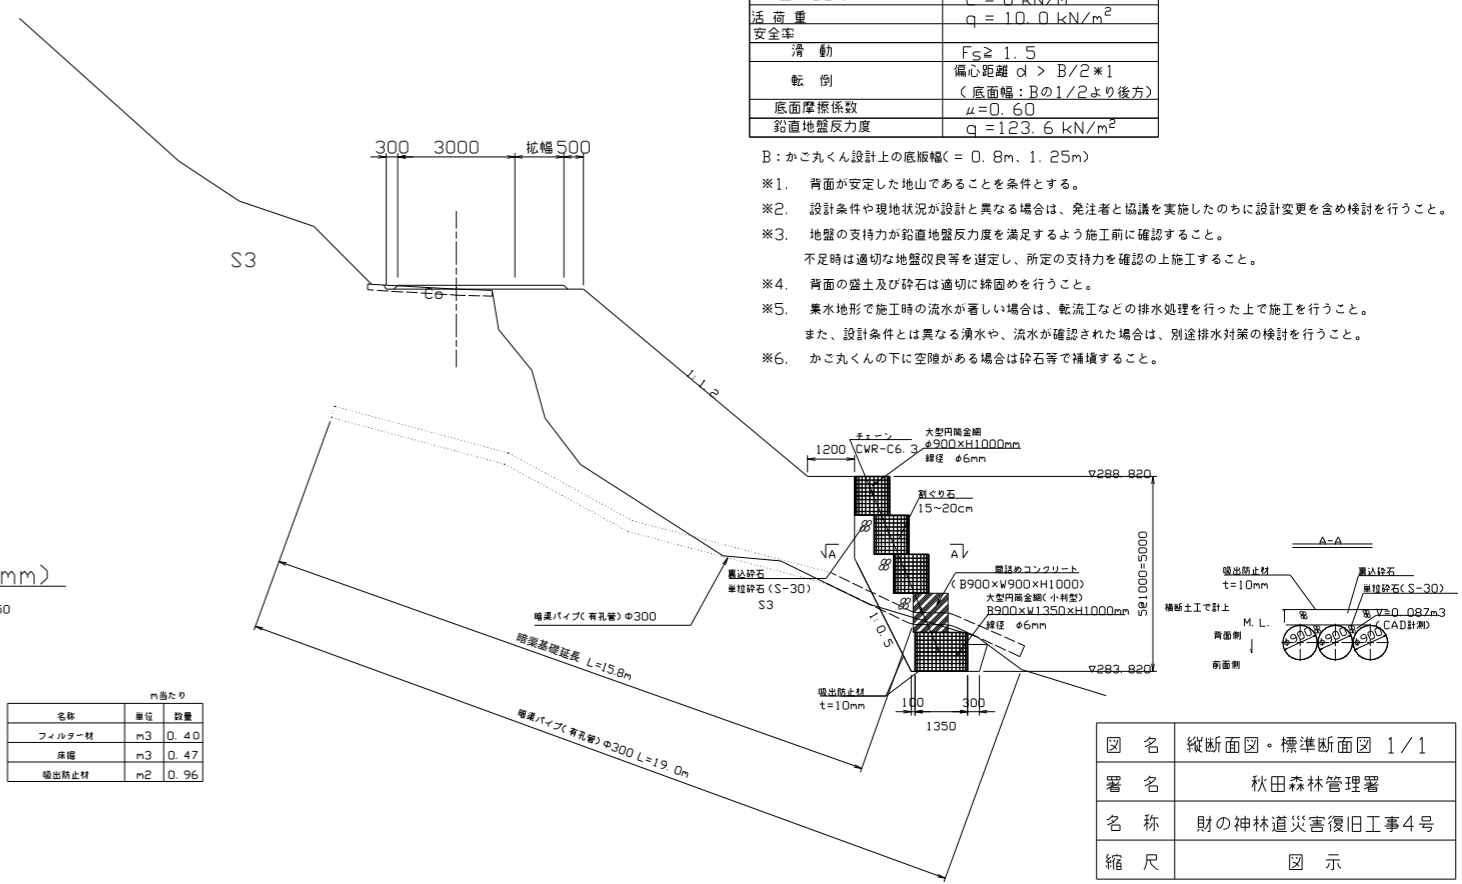 活荷重 q = 10.0 kN/m²
安全率
滑動 Fs≧ 1.5
転倒 偏心距離 d > B/2*1
(底面幅：Bの1/2より後方)
底面摩擦係数 μ=0.60
鉛直地盤反力度 q =123.6 kN/m²
B：かご丸くん設計上の底版幅(= 0.8m、1.25m)
※1. 背面が安定した地山であることを条件とする。
※2. 設計条件や現地状況が設計と異なる場合は、発注者と協議を実施したのちに設計変更を含め検討を行うこと。
※3. 地盤の支持力が鉛直地盤反力度を満足するよう施工前に確認すること。
不足時は適切な地盤改良等を選定し、所定の支持力を確認の上施工すること。
※4. 背面の盛土及び砕石は適切に締固めを行うこと。
※5. 集水地形で施工時の流水が著しい場合は、転流工などの排水処理を行った上で施工を行うこと。
また、設計条件とは異なる湧水や、流水が確認された場合は、別途排水対策の検討を行うこと。
※6. かご丸くんの下に空隙がある場合は砕石等で補填すること。
300 3000 拡幅 500
S3
Co
1:1.2
1200
チェーン
CWR-C6.3
大型円筒金網
φ900×H1000mm
線径 φ6mm
割ぐり石
15~20cm
▽288.820
A A
裏込砕石
単粒砕石(S-30)
S3
間詰めコンクリート
(B900×W900×H1000)
大型円筒金網(小判型)
B900×W1350×H1000mm
線径 φ6mm
1:0.5
5@1000=5000
▽283.820
吸出防止材
t=10mm
100 300
1350
暗渠パイプ(有孔管)Φ300
暗渠基礎延長 L=15.8m
暗渠パイプ(有孔管)Φ300 L=19.0m
A-A
吸出防止材
t=10mm
裏込砕石
単粒砕石(S-30)
横断土工で計上
V=0.087m3
(CAD計測)
M.L.
背面側
前面側
φ900 φ900 φ900
mm)
m当たり
名称 単位 数量
フィルター材 m3 0.40
床掘 m3 0.47
吸出防止材 m2 0.96
図名 縦断面図・標準断面図 1/1
署名 秋田森林管理署
名称 財の神林道災害復旧工事4号
縮尺 図示